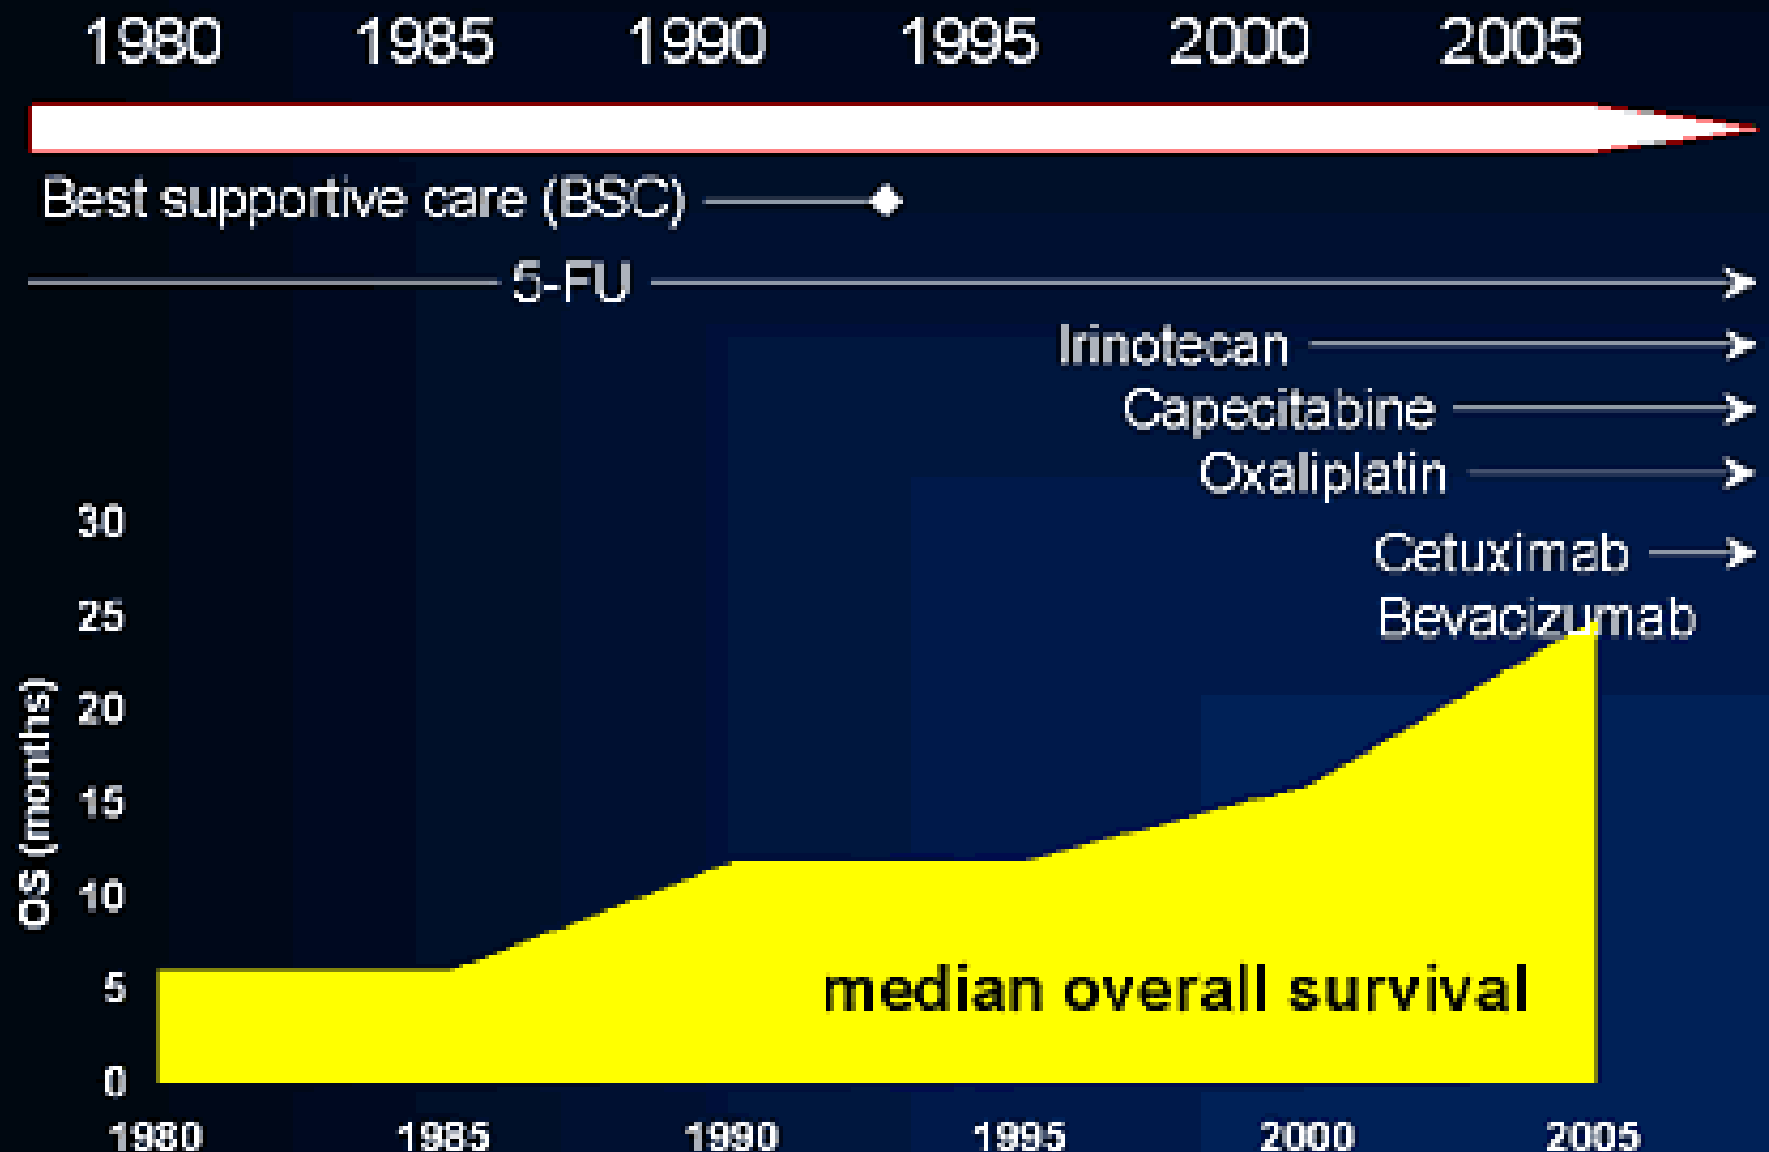 1980 1985 1990 1995 2000 2005
Best supportive care (BSC)
5-FU
Irinotecan
Capecitabine
Oxaliplatin
30
Cetuximab
25
Bevacizumab
20
15
10
5
0
OS (months)
median overall survival
1980 1985 1990 1995 2000 2005